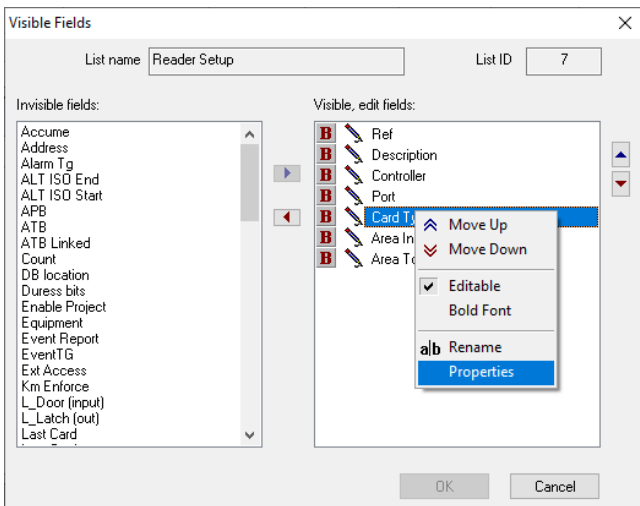 Visible Fields
List name Reader Setup List ID 7
Invisible fields:
Accume
Address
Alarm Tg
ALT ISO End
ALT ISO Start
APB
ATB
ATB Linked
Count
DB location
Duress bits
Enable Project
Equipment
Event Report
EventTG
Ext Access
Km Enforce
L_Door (input)
L_Latch (out)
Last Card
Visible, edit fields:
B Ref
B Description
B Controller
B Port
B Card Ty
B Area In
B Area To
Move Up
Move Down
Editable
Bold Font
a|b Rename
Properties
OK Cancel